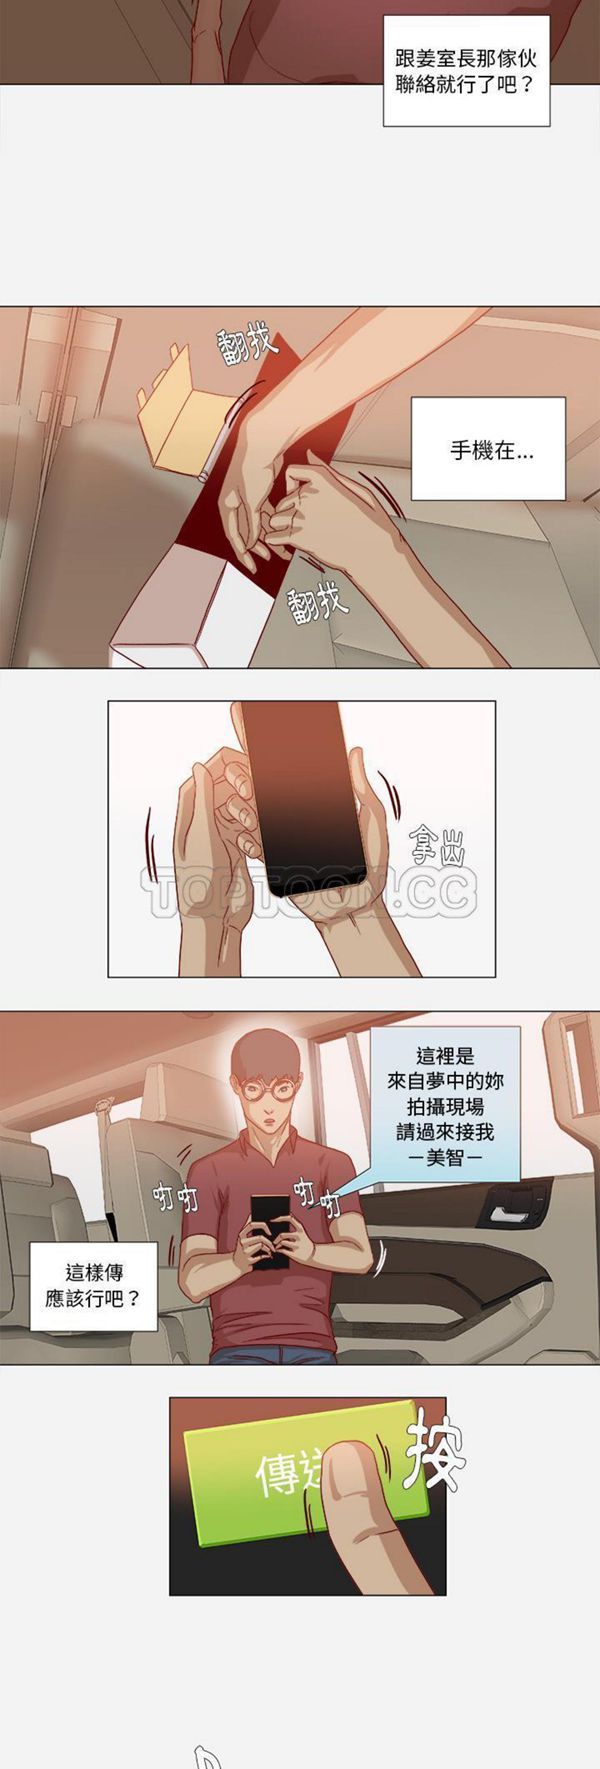 跟姜室長那傢伙
聯絡就行了吧？
翻找
手機在...
翻找
拿出
TOPTOOM.CC
這裡是
來自夢中的妳
拍攝現場
請過來接我
－美智－
叮叮
叮叮
這樣傳
應該行吧？
傳送
按